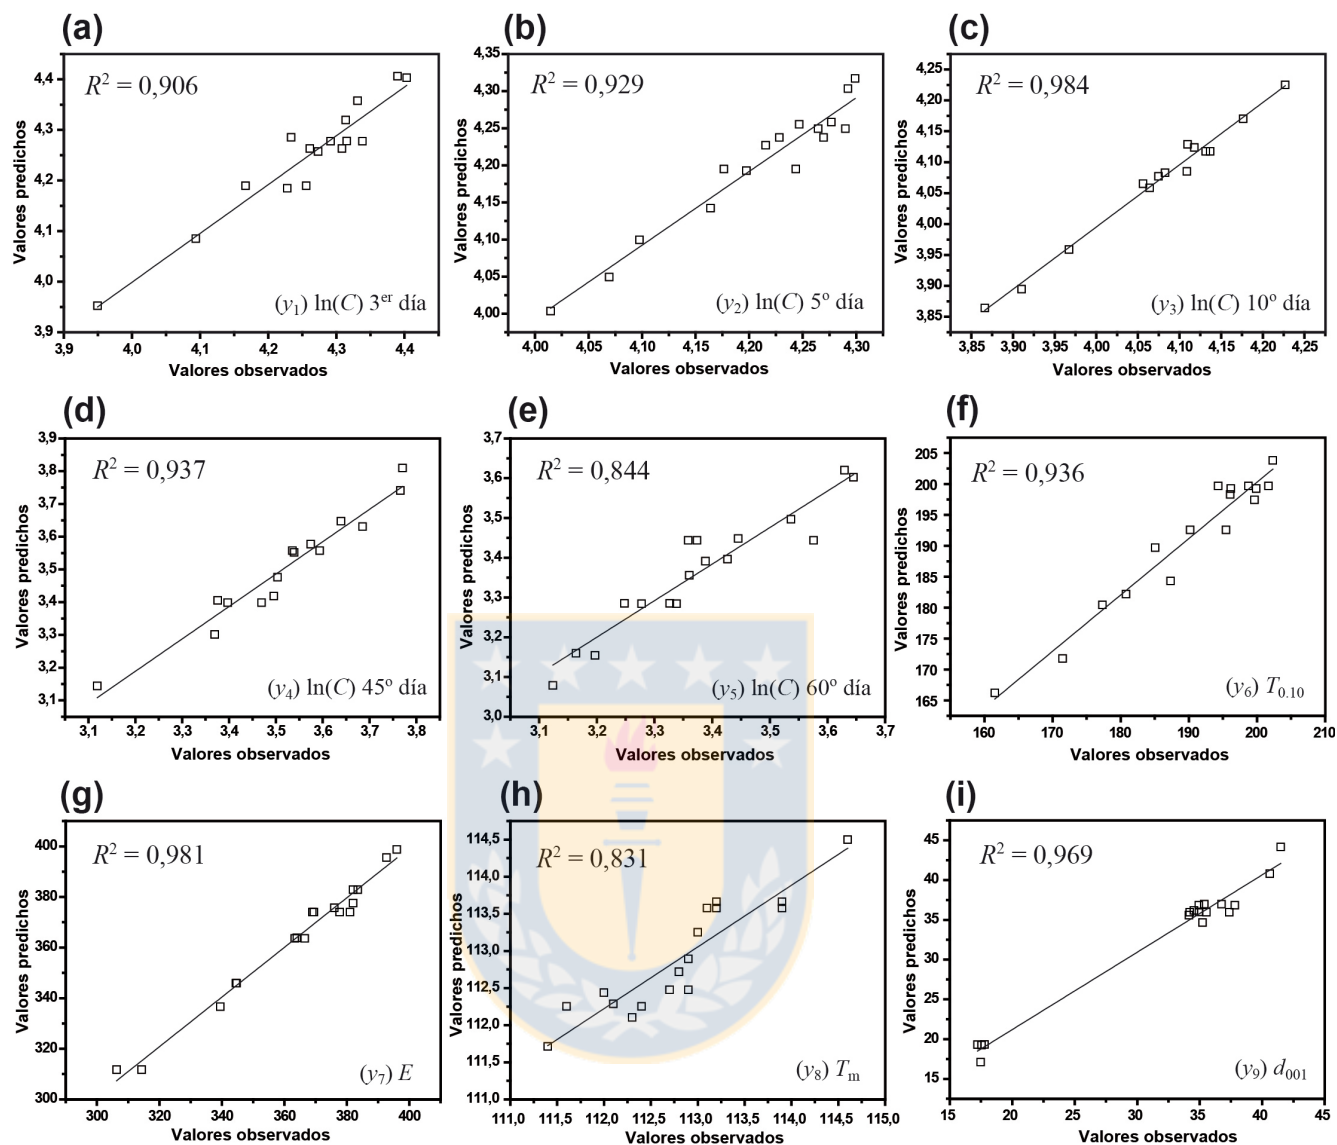 (a)
R² = 0,906
Valores predichos
4,4
4,3
4,2
4,1
4,0
3,9
3,9 4,0 4,1 4,2 4,3 4,4
(y₁) ln(C) 3ᵉʳ día
Valores observados
(b)
R² = 0,929
Valores predichos
4,35
4,30
4,25
4,20
4,15
4,10
4,05
4,00
4,00 4,05 4,10 4,15 4,20 4,25 4,30
(y₂) ln(C) 5º día
Valores observados
(c)
R² = 0,984
Valores predichos
4,25
4,20
4,15
4,10
4,05
4,00
3,95
3,90
3,85
3,85 3,90 3,95 4,00 4,05 4,10 4,15 4,20 4,25
(y₃) ln(C) 10º día
Valores observados
(d)
R² = 0,937
Valores predichos
3,9
3,8
3,7
3,6
3,5
3,4
3,3
3,2
3,1
3,1 3,2 3,3 3,4 3,5 3,6 3,7 3,8
(y₄) ln(C) 45º día
Valores observados
(e)
R² = 0,844
Valores predichos
3,7
3,6
3,5
3,4
3,3
3,2
3,1
3,0
3,1 3,2 3,3 3,4 3,5 3,6 3,7
(y₅) ln(C) 60º día
Valores observados
(f)
R² = 0,936
Valores predichos
205
200
195
190
185
180
175
170
165
160 170 180 190 200 210
(y₆) T₀.₁₀
Valores observados
(g)
R² = 0,981
Valores predichos
400
380
360
340
320
300
300 320 340 360 380 400
(y₇) E
Valores observados
(h)
R² = 0,831
Valores predichos
114,5
114,0
113,5
113,0
112,5
112,0
111,5
111,0
111,0 111,5 112,0 112,5 113,0 113,5 114,0 114,5 115,0
(y₈) Tₘ
Valores observados
(i)
R² = 0,969
Valores predichos
45
40
35
30
25
20
15
15 20 25 30 35 40 45
(y₉) d₀₀₁
Valores observados